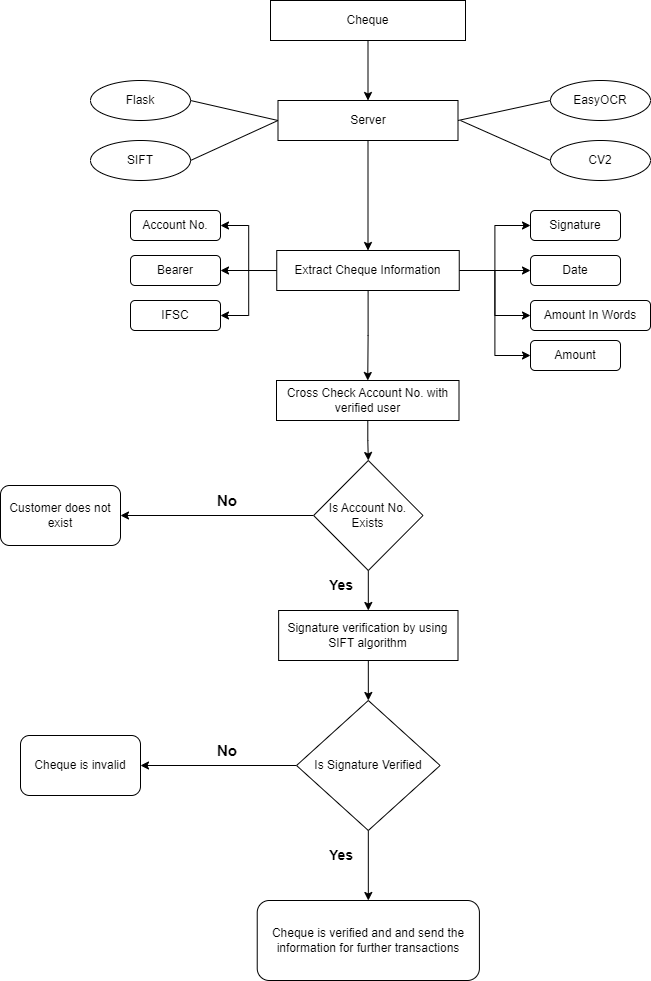 Cheque
Flask
EasyOCR
Server
SIFT
CV2
Account No.
Signature
Bearer
Extract Cheque Information
Date
IFSC
Amount In Words
Amount
Cross Check Account No. with
verified user
No
Is Account No.
Exists
Customer does not
exist
Yes
Signature verification by using
SIFT algorithm
No
Is Signature Verified
Cheque is invalid
Yes
Cheque is verified and and send the
information for further transactions